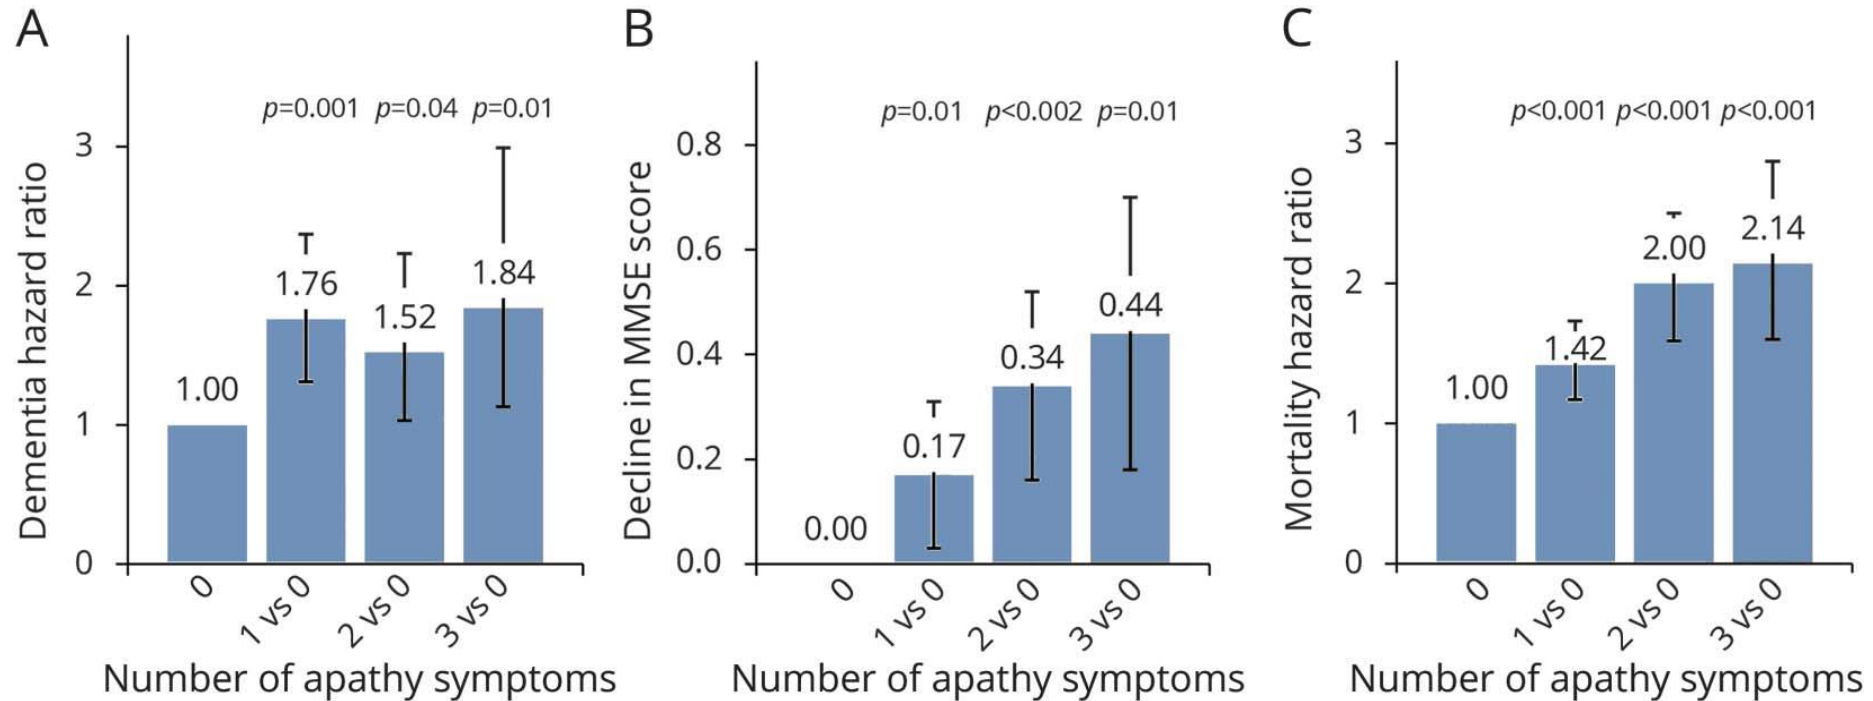 A
p=0.001 p=0.04 p=0.01
Dementia hazard ratio
3
2
1
0
1.00
1.76
1.52
1.84
0
1 vs 0
2 vs 0
3 vs 0
Number of apathy symptoms
B
p=0.01 p<0.002 p=0.01
Decline in MMSE score
0.8
0.6
0.4
0.2
0.0
0.00
0.17
0.34
0.44
0
1 vs 0
2 vs 0
3 vs 0
Number of apathy symptoms
C
p<0.001 p<0.001 p<0.001
Mortality hazard ratio
3
2
1
0
1.00
1.42
2.00
2.14
0
1 vs 0
2 vs 0
3 vs 0
Number of apathy symptoms